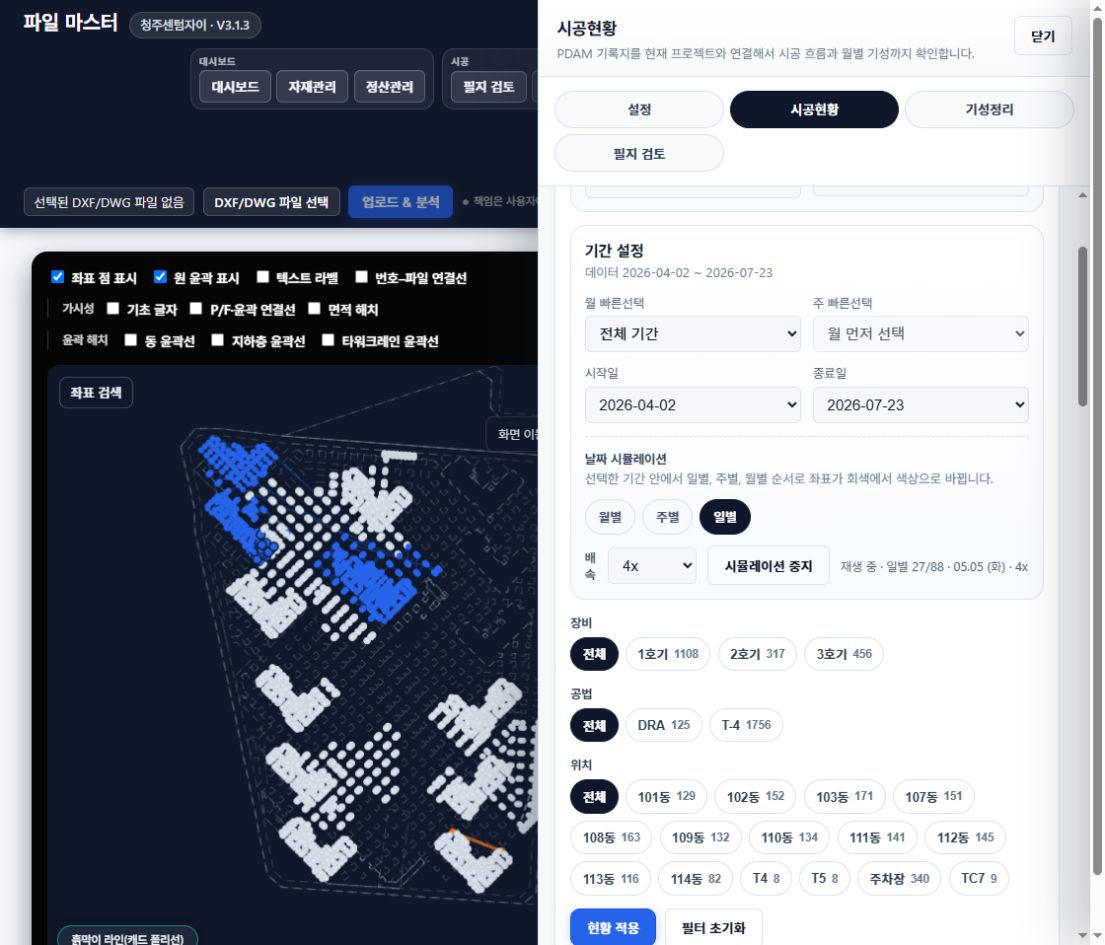 파일 마스터
청주센텀자이 · V3.1.3
대시보드
대시보드 자재관리 정산관리
시공
필지 검토
선택된 DXF/DWG 파일 없음
DXF/DWG 파일 선택
업로드 & 분석
● 책임은 사용자
좌표 점 표시
원 윤곽 표시
텍스트 라벨
번호–파일 연결선
가시성
기초 글자
P/F-윤곽 연결선
면적 해치
윤곽 해치
동 윤곽선
지하층 윤곽선
타워크레인 윤곽선
좌표 검색
화면 이
흙막이 라인(캐드 폴리선)
시공현황
PDAM 기록지를 현재 프로젝트와 연결해서 시공 흐름과 월별 기성까지 확인합니다.
닫기
설정
시공현황
기성정리
필지 검토
기간 설정
데이터 2026-04-02 ~ 2026-07-23
월 빠른선택
주 빠른선택
전체 기간
월 먼저 선택
시작일
종료일
2026-04-02
2026-07-23
날짜 시뮬레이션
선택한 기간 안에서 일별, 주별, 월별 순서로 좌표가 회색에서 색상으로 바뀝니다.
월별 주별 일별
배
속
4x
시뮬레이션 중지
재생 중 · 일별 27/88 · 05.05 (화) · 4x
장비
전체 1호기 1108 2호기 317 3호기 456
공법
전체 DRA 125 T-4 1756
위치
전체 101동 129 102동 152 103동 171 107동 151
108동 163 109동 132 110동 134 111동 141 112동 145
113동 116 114동 82 T4 8 T5 8 주차장 340 TC7 9
현황 적용
필터 초기화